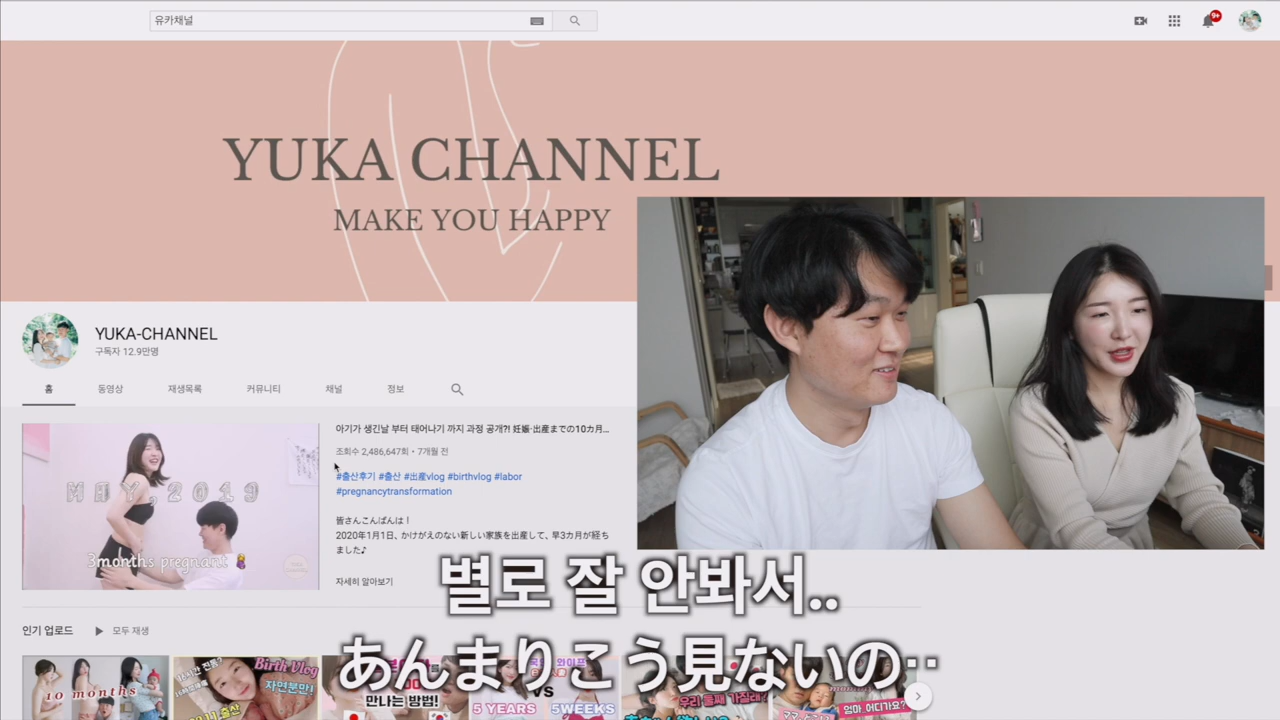 유카채널
9+
YUKA CHANNEL
MAKE YOU HAPPY
YUKA-CHANNEL
구독자 12.9만명
홈
동영상
재생목록
커뮤니티
채널
정보
MAY, 2019
3months pregnant
아기가 생긴날 부터 태어나기 까지 과정 공개?! 妊娠·出産までの10カ月...
조회수 2,486,647회 • 7개월 전
#출산후기 #출산 #出産vlog #birthvlog #labor
#pregnancytransformation
皆さんこんばんは！
2020年1月1日、かけがえのない新しい家族を出産して、早3カ月が経ち
ました♪
자세히 알아보기
별로 잘 안봐서..
あんまりこう見ないの‥
인기 업로드
모두 재생
10 months
Birth Vlog
자연분만!
만나는 방법!
VS
5 YEARS
5WEEKS
엄마, 어디가요?